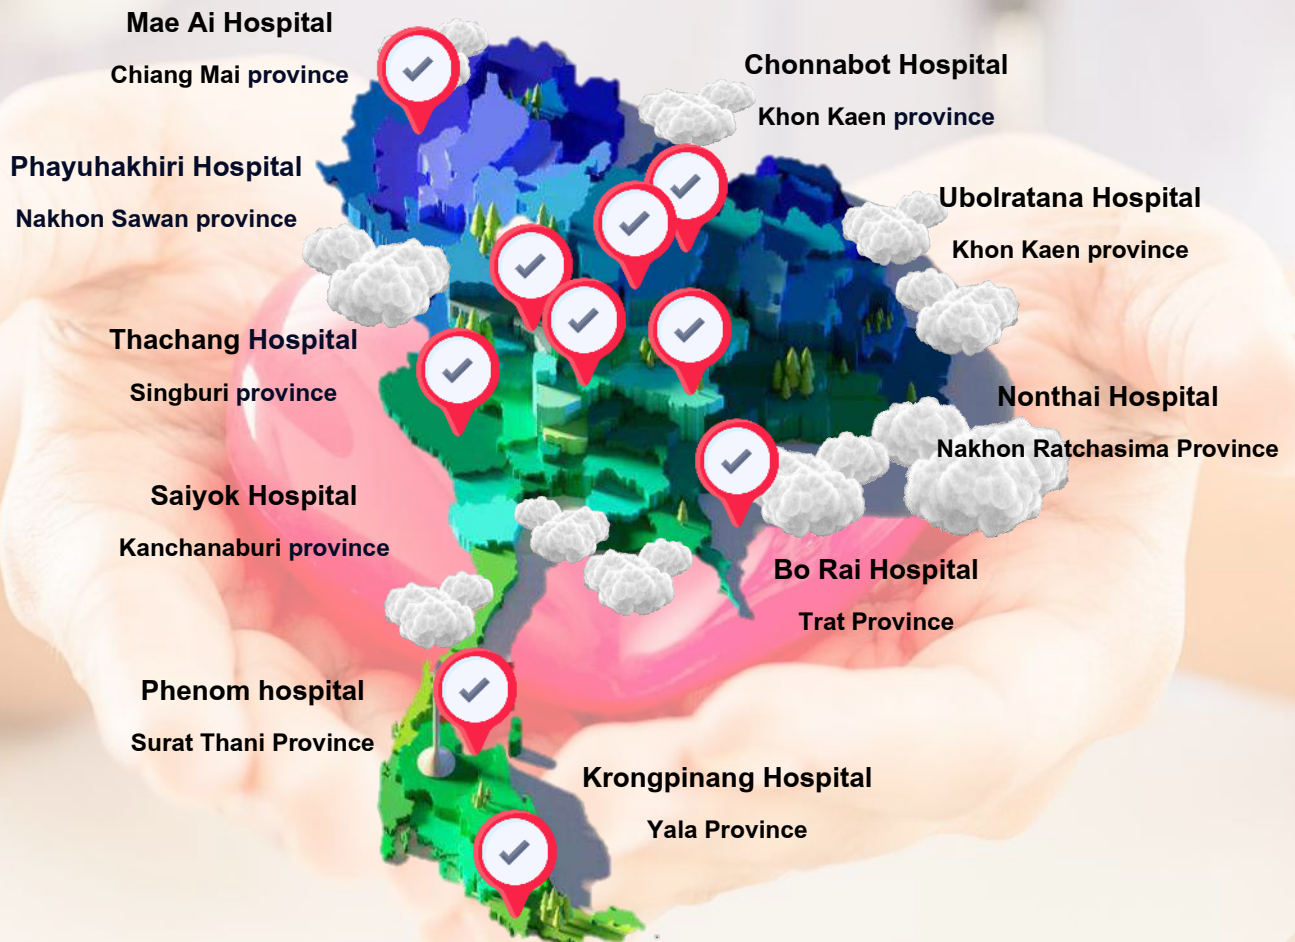 Mae Ai Hospital
Chiang Mai province
Chonnabot Hospital
Khon Kaen province
Phayuhakhiri Hospital
Nakhon Sawan province
Ubolratana Hospital
Khon Kaen province
Thachang Hospital
Singburi province
Nonthai Hospital
Nakhon Ratchasima Province
Saiyok Hospital
Kanchanaburi province
Bo Rai Hospital
Trat Province
Phenom hospital
Surat Thani Province
Krongpinang Hospital
Yala Province